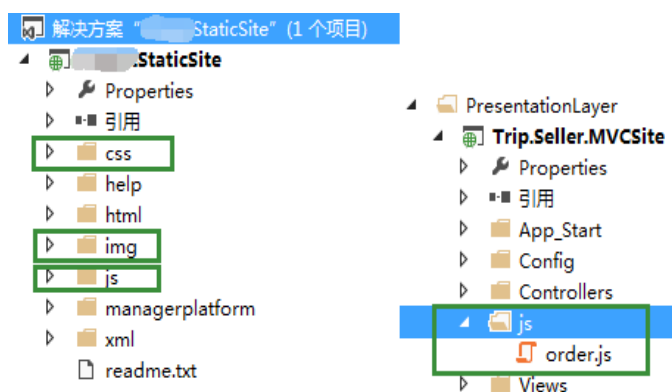 解决方案“ StaticSite” (1 个项目)
.StaticSite
Properties
引用
css
help
html
img
js
managerplatform
xml
readme.txt
PresentationLayer
Trip.Seller.MVCSite
Properties
引用
App_Start
Config
Controllers
js
order.js
Views